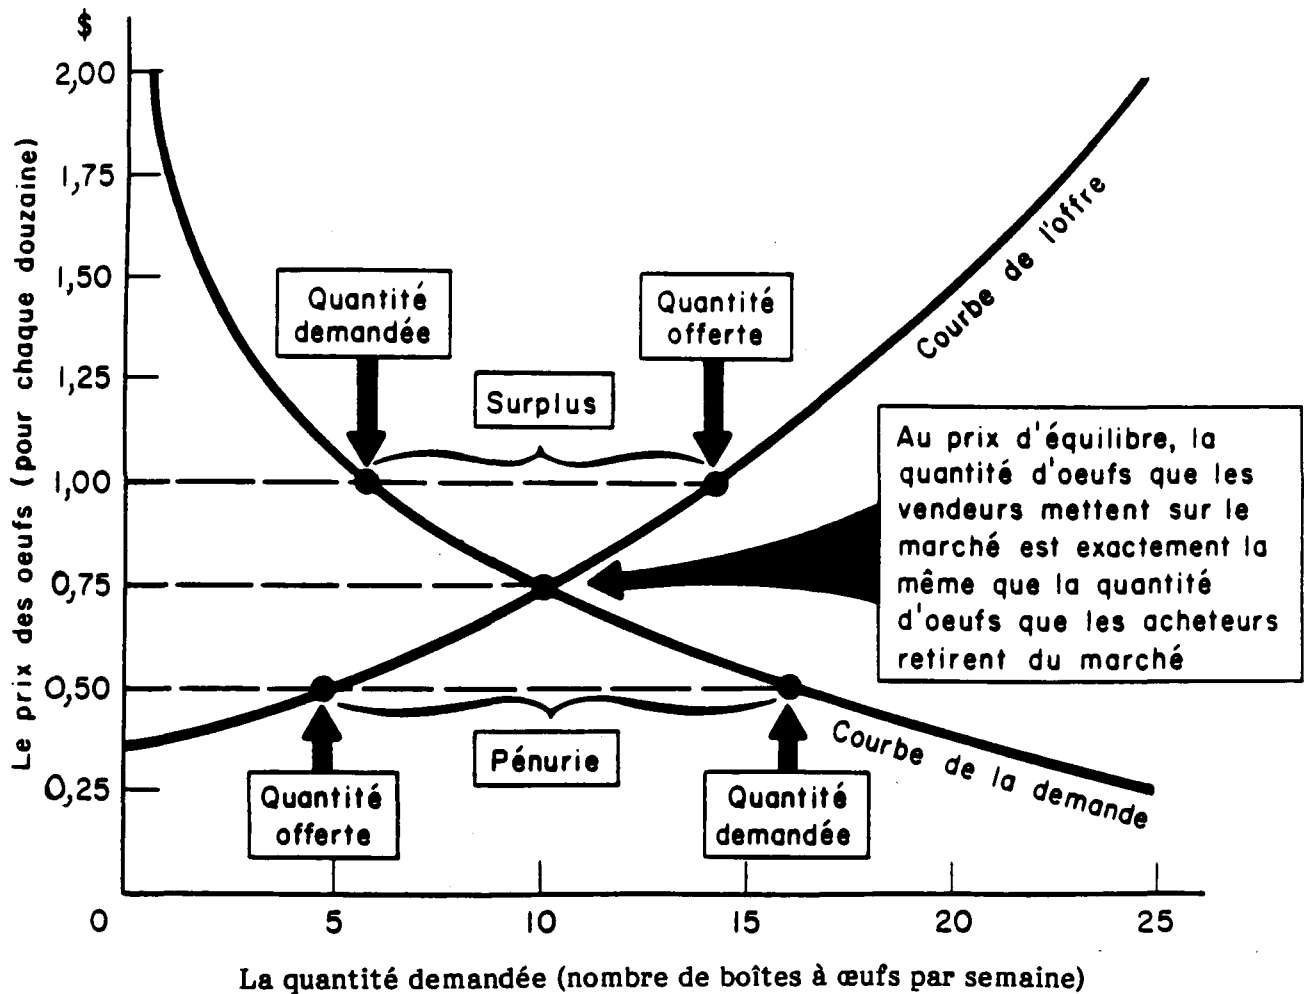 $
Le prix des oeufs (pour chaque douzaine)
2,00
1,75
1,50
1,25
1,00
0,75
0,50
0,25
0
5
10
15
20
25
Quantité
demandée
Quantité
offerte
Surplus
Courbe de l'offre
Au prix d'équilibre, la
quantité d'oeufs que les
vendeurs mettent sur le
marché est exactement la
même que la quantité
d'oeufs que les acheteurs
retirent du marché
Pénurie
Quantité
offerte
Quantité
demandée
Courbe de la demande
La quantité demandée (nombre de boîtes à œufs par semaine)